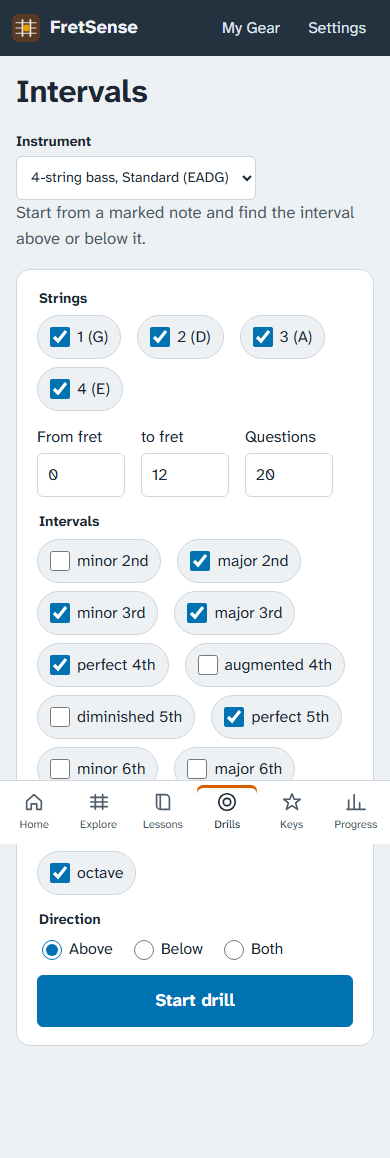 FretSense My Gear Settings
Intervals
Instrument
4-string bass, Standard (EADG)
Start from a marked note and find the interval
above or below it.
Strings
1 (G) 2 (D) 3 (A)
4 (E)
From fret to fret Questions
0 12 20
Intervals
minor 2nd major 2nd
minor 3rd major 3rd
perfect 4th augmented 4th
diminished 5th perfect 5th
minor 6th major 6th
Home Explore Lessons Drills Keys Progress
octave
Direction
Above Below Both
Start drill